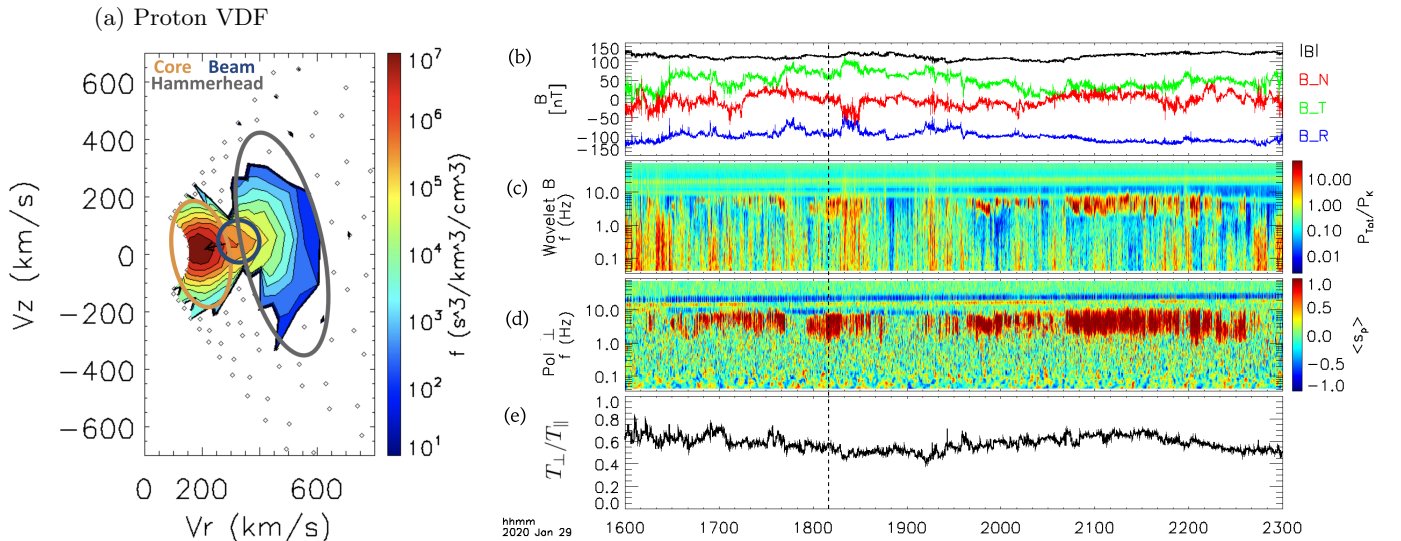 (a) Proton VDF
Core Beam
Hammerhead
600
400
200
0
−200
−400
−600
Vz (km/s)
0 200 400 600
Vr (km/s)
10^7
10^6
10^5
10^4
10^3
10^2
10^1
f (s^3/km^3/cm^3)
(b)
B
[nT]
150
100
50
0
−50
−100
−150
|B|
B_N
B_T
B_R
(c)
Wavelet B
f (Hz)
10.0
1.0
0.1
10.00
1.00
0.10
0.01
P_Tot/P_K
(d)
Pol ⊥
f (Hz)
10.0
1.0
0.1
1.0
0.5
0.0
−0.5
−1.0
<s_p>
(e)
T⊥/T∥
1.0
0.8
0.6
0.4
0.2
0.0
hhmm
2020 Jan 29
1600 1700 1800 1900 2000 2100 2200 2300